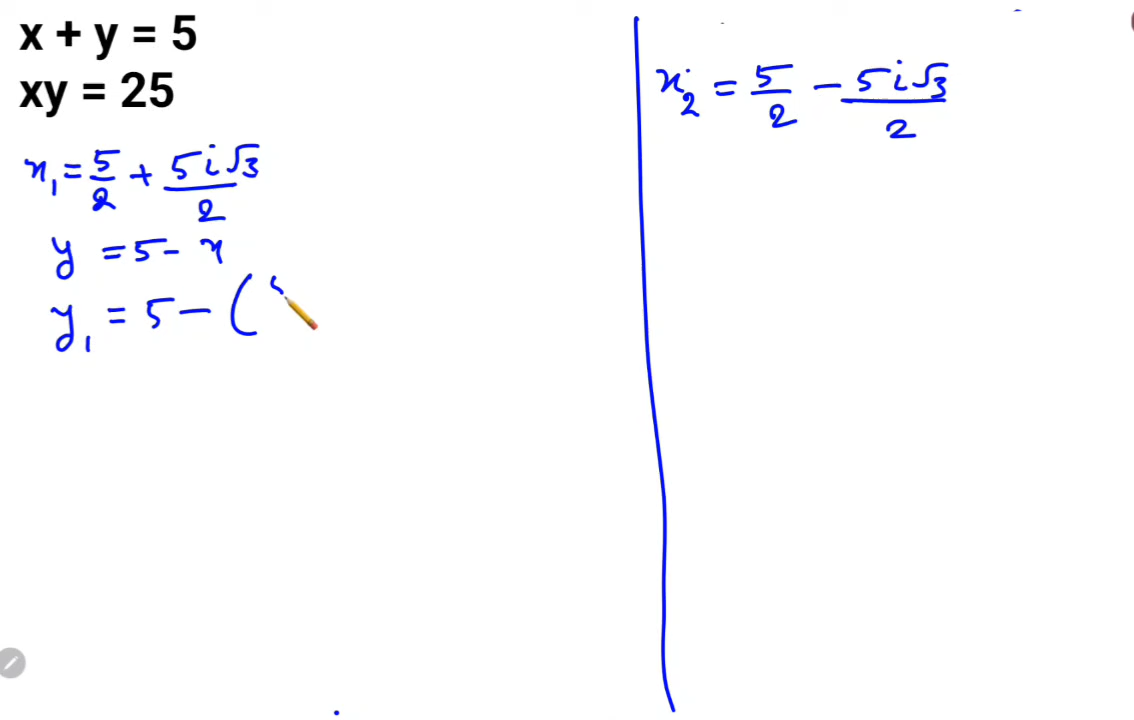 x + y = 5
xy = 25
x₁ = 5/2 + 5i√3/2
y = 5 - x
y₁ = 5 - (
x₂ = 5/2 - 5i√3/2